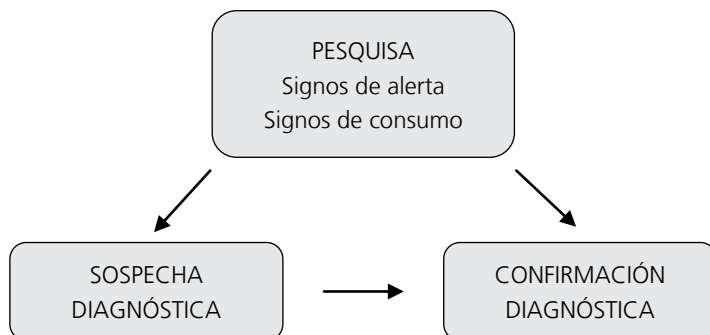 PESQUISA
Signos de alerta
Signos de consumo
SOSPECHA
DIAGNÓSTICA
CONFIRMACIÓN
DIAGNÓSTICA